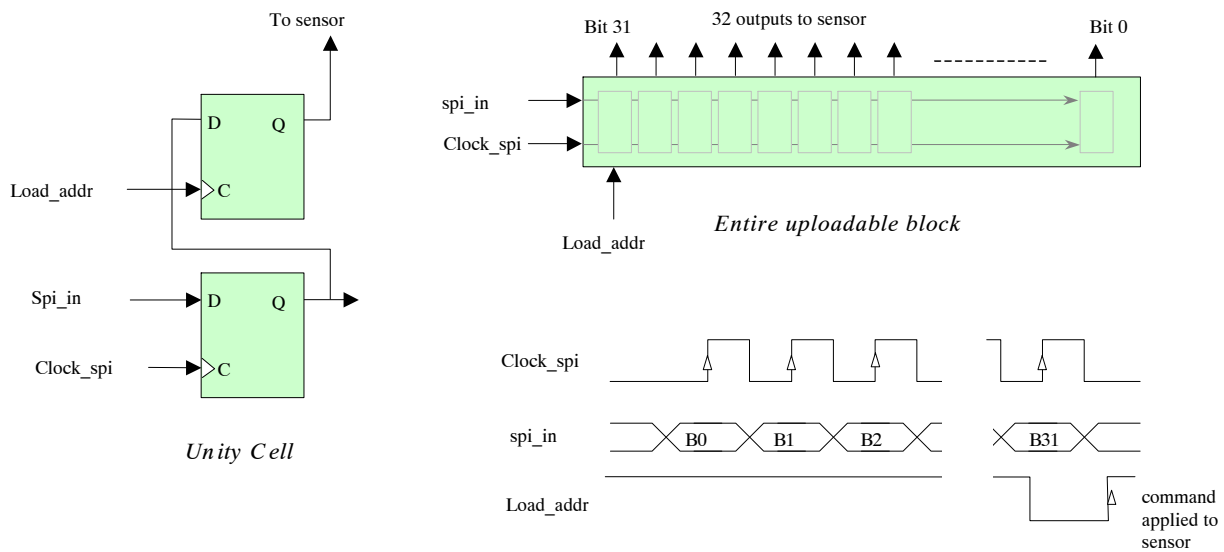 To sensor
D
Q
Load_addr
C
Spi_in
D
Q
Clock_spi
C
Unity Cell
32 outputs to sensor
Bit 31
Bit 0
spi_in
Clock_spi
Load_addr
Entire uploadable block
Clock_spi
spi_in
B0
B1
B2
B31
Load_addr
command
applied to
sensor